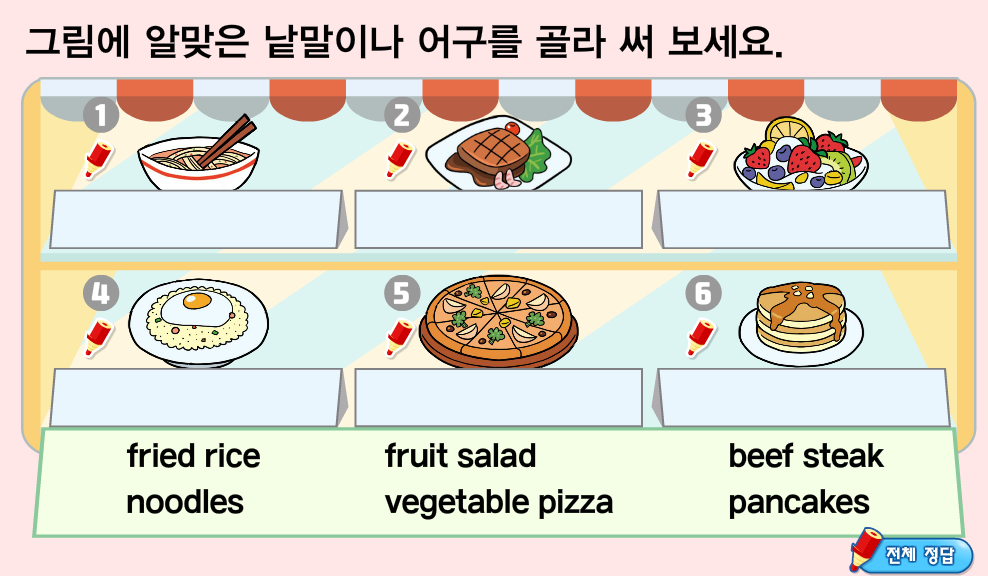 그림에 알맞은 낱말이나 어구를 골라 써 보세요.
1 2 3
4 5 6
fried rice fruit salad beef steak
noodles vegetable pizza pancakes
전체 정답